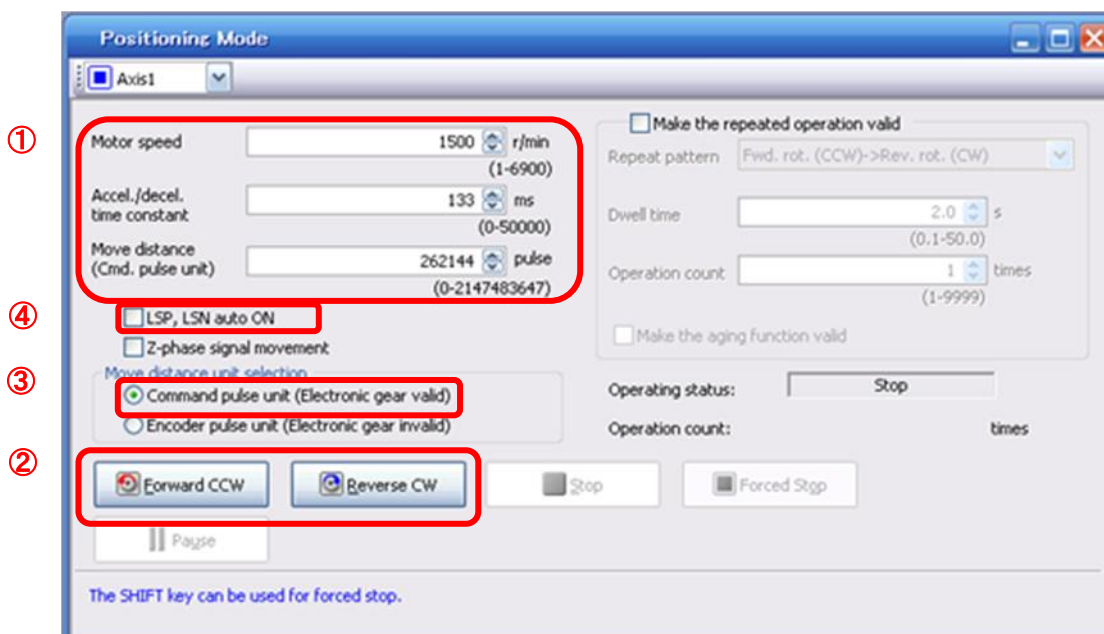 Positioning Mode
Axis1
①
Motor speed 1500 r/min
(1-6900)
Accel./decel.
time constant 133 ms
(0-50000)
Move distance
(Cmd. pulse unit) 262144 pulse
(0-2147483647)
④
LSP, LSN auto ON
Z-phase signal movement
③
Move distance unit selection
Command pulse unit (Electronic gear valid)
Encoder pulse unit (Electronic gear invalid)
Make the repeated operation valid
Repeat pattern Fwd. rot. (CCW)->Rev. rot. (CW)
Dwell time 2.0 s
(0.1-50.0)
Operation count 1 times
(1-9999)
Make the aging function valid
Operating status: Stop
Operation count: times
②
Forward CCW Reverse CW Stop Forced Stop
Pause
The SHIFT key can be used for forced stop.